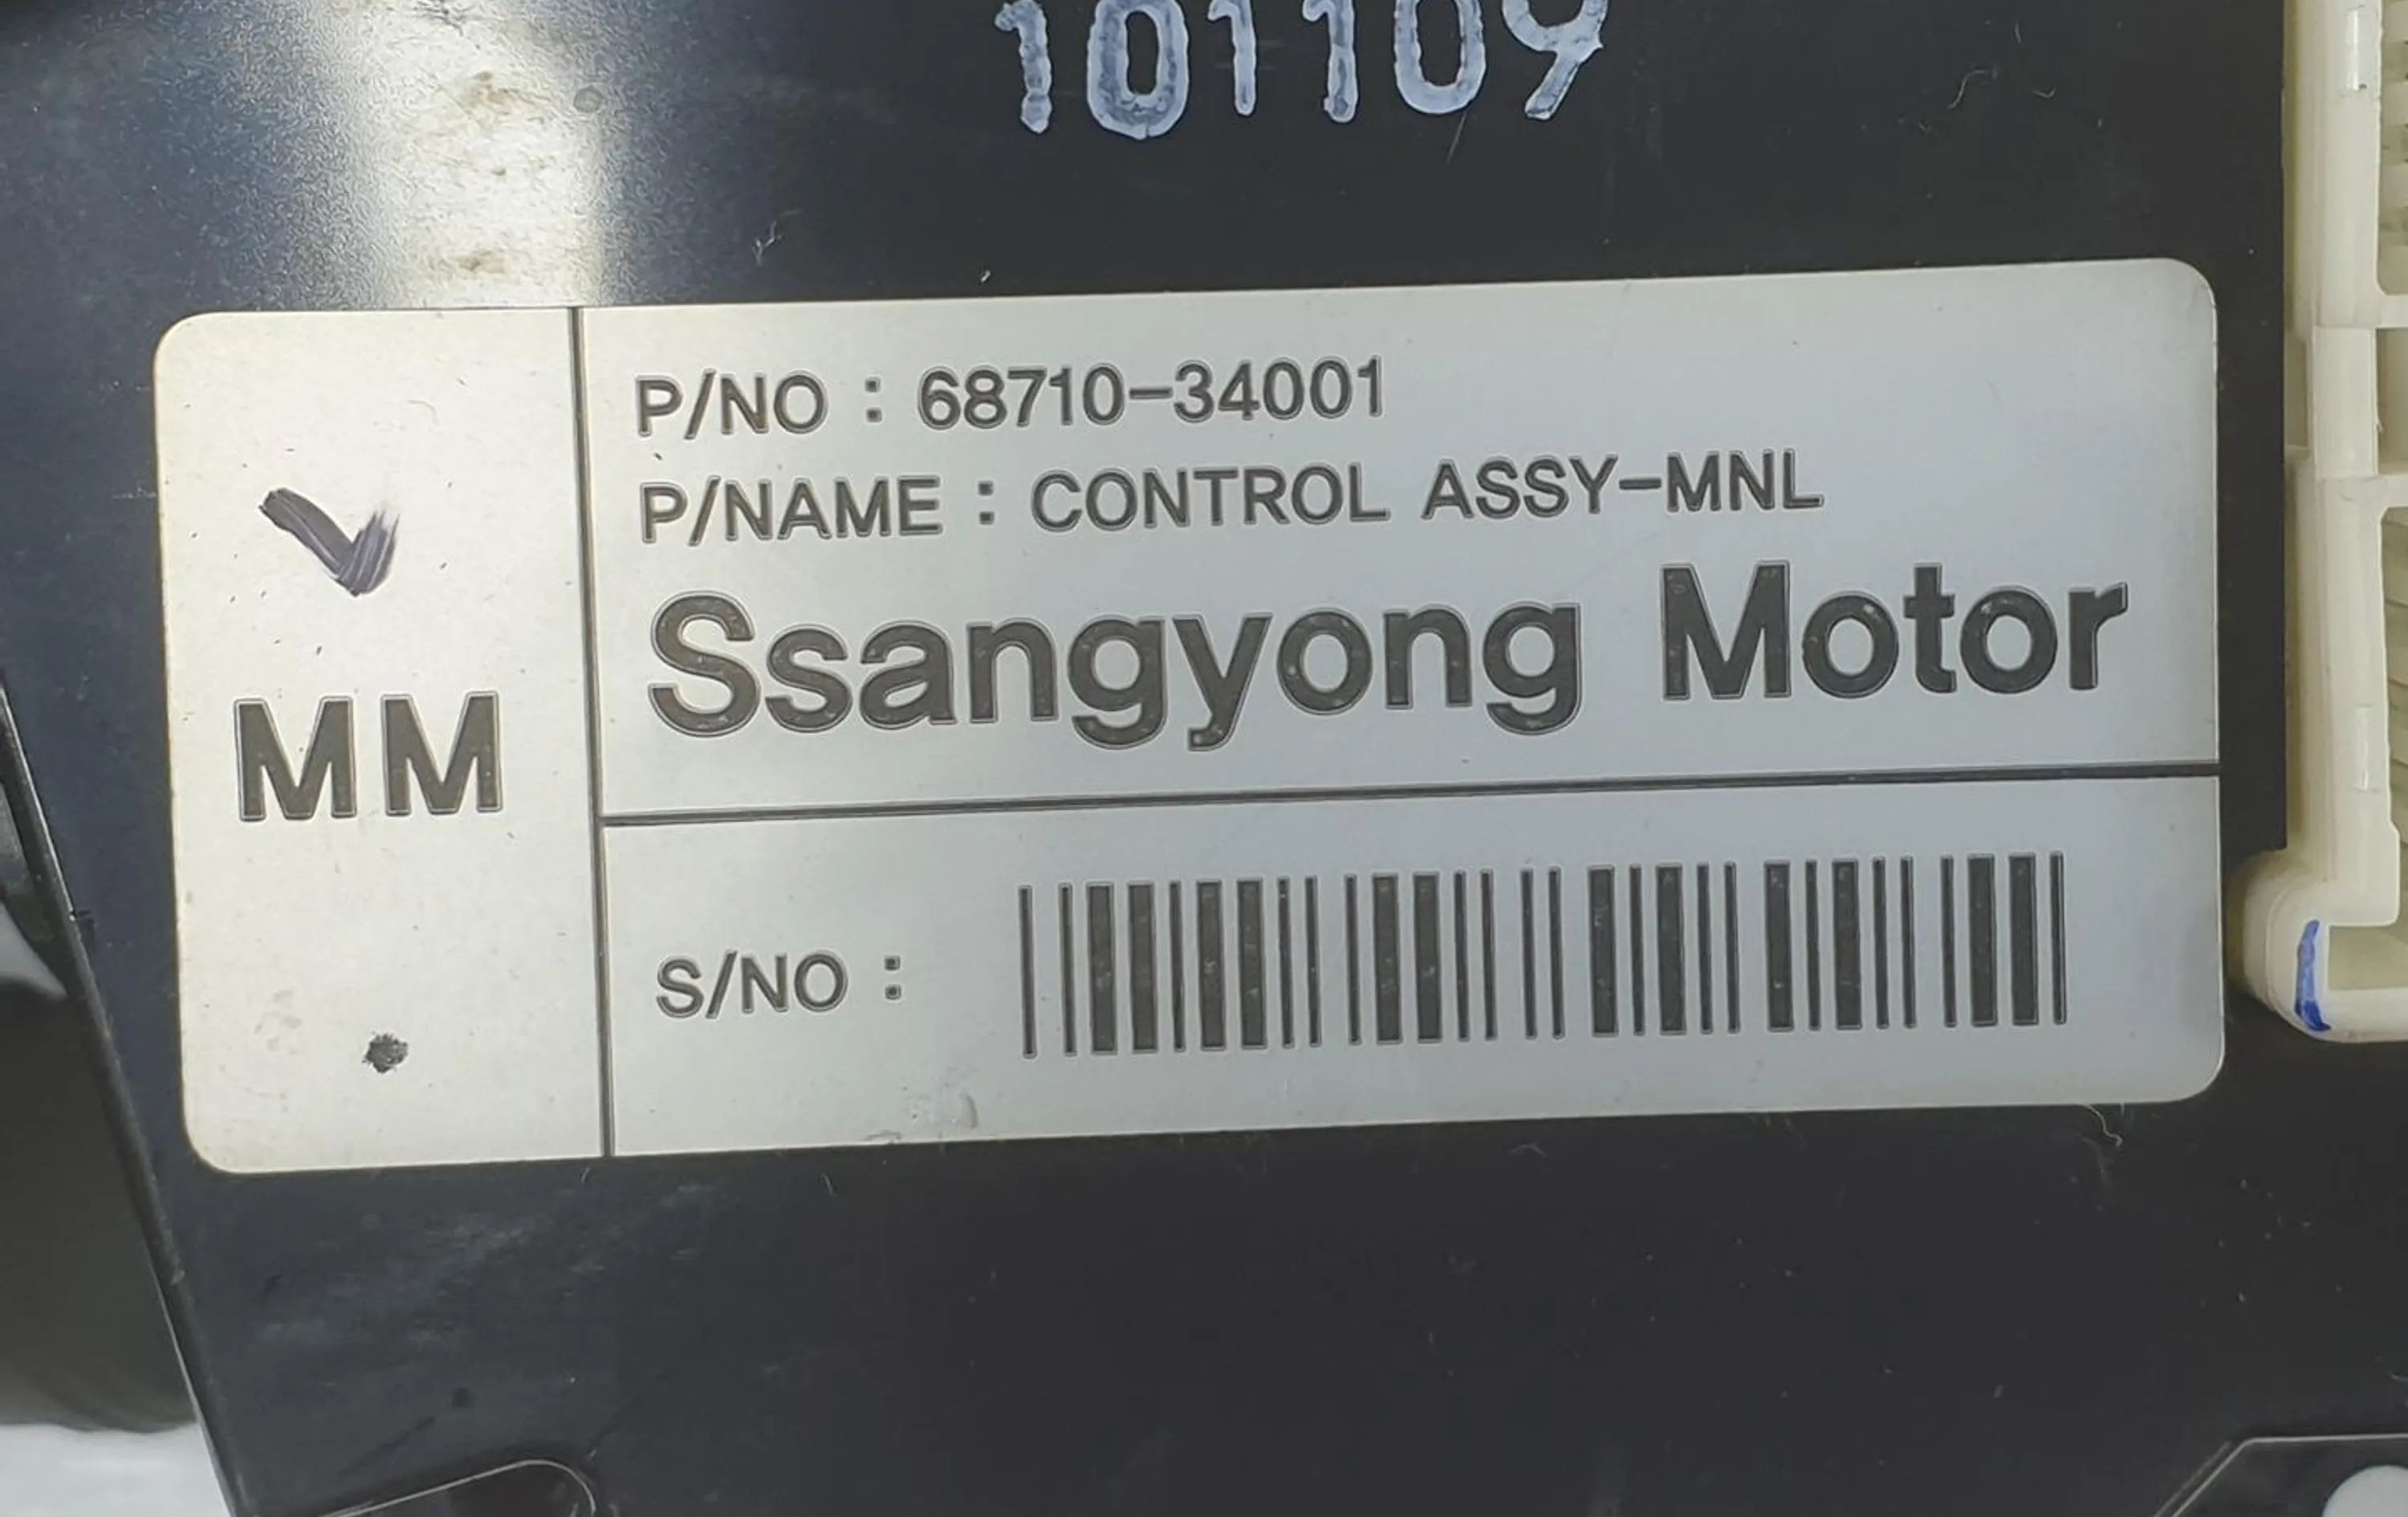 101109
P/NO : 68710-34001
P/NAME : CONTROL ASSY-MNL
Ssangyong Motor
MM
S/NO :